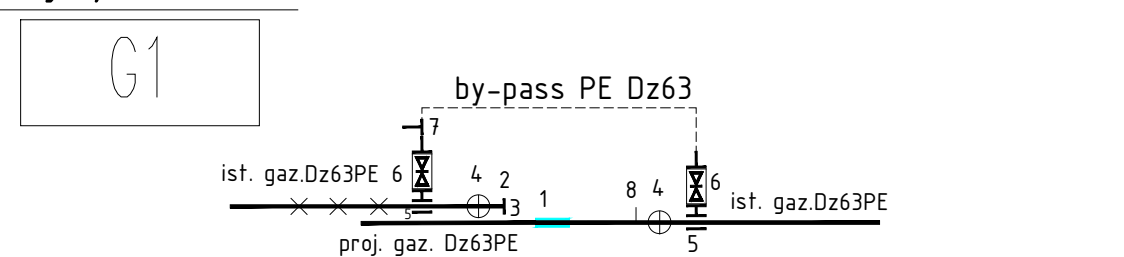 G1
by-pass PE Dz63
7
ist. gaz.Dz63PE 6 4 2 8 4 6 ist. gaz.Dz63PE
5 3 1
proj. gaz. Dz63PE 5